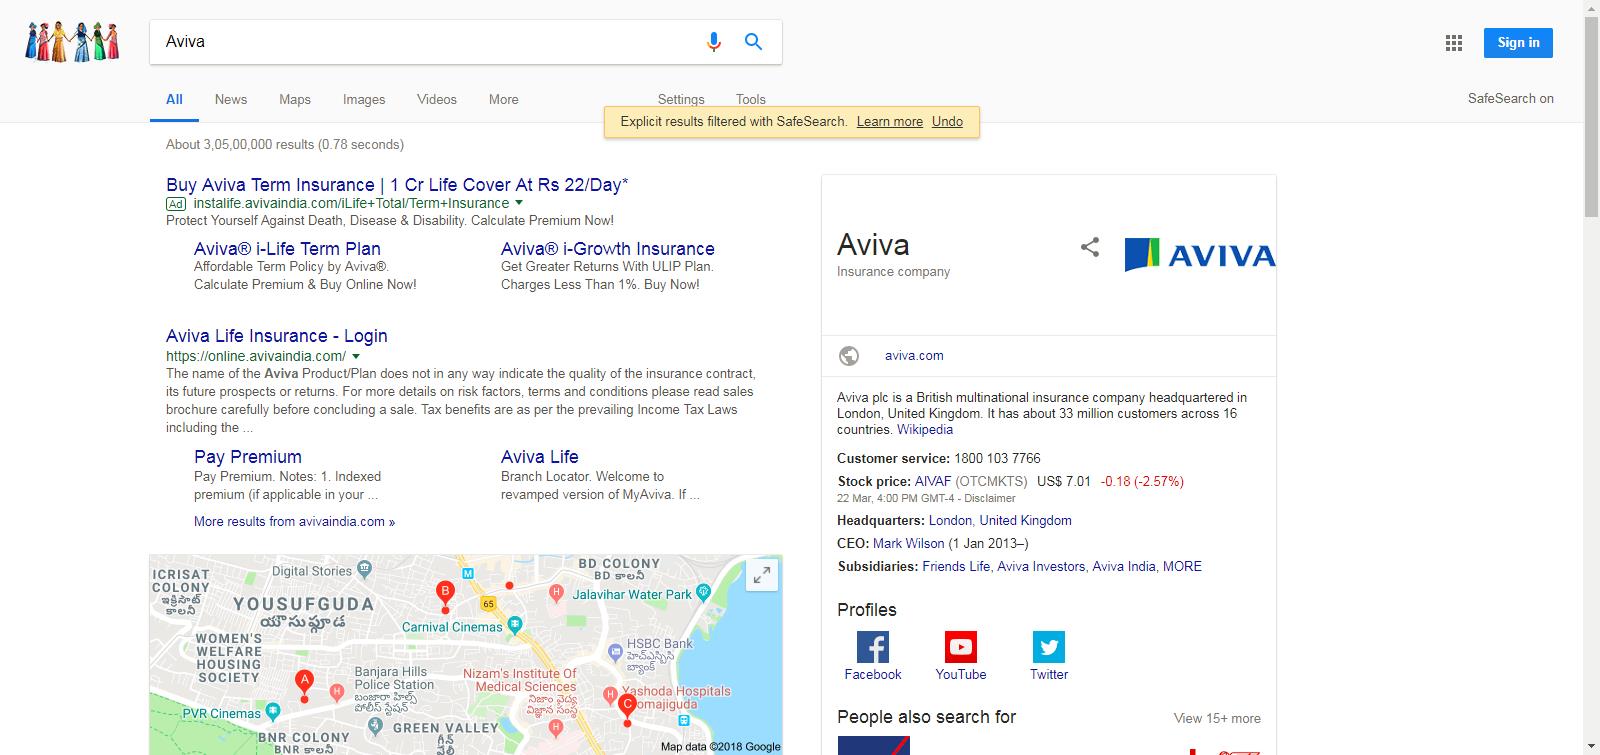 Aviva
Sign in
All News Maps Images Videos More Settings Tools
SafeSearch on
Explicit results filtered with SafeSearch. Learn more Undo
About 3,05,00,000 results (0.78 seconds)
Buy Aviva Term Insurance | 1 Cr Life Cover At Rs 22/Day*
Ad instalife.avivaindia.com/iLife+Total/Term+Insurance
Protect Yourself Against Death, Disease & Disability. Calculate Premium Now!
Aviva® i-Life Term Plan
Affordable Term Policy by Aviva®.
Calculate Premium & Buy Online Now!
Aviva® i-Growth Insurance
Get Greater Returns With ULIP Plan.
Charges Less Than 1%. Buy Now!
Aviva Life Insurance - Login
https://online.avivaindia.com/
The name of the Aviva Product/Plan does not in any way indicate the quality of the insurance contract,
its future prospects or returns. For more details on risk factors, terms and conditions please read sales
brochure carefully before concluding a sale. Tax benefits are as per the prevailing Income Tax Laws
including the ...
Pay Premium
Pay Premium. Notes: 1. Indexed
premium (if applicable in your ...
Aviva Life
Branch Locator. Welcome to
revamped version of MyAviva. If ...
More results from avivaindia.com »
ICRISAT
COLONY
ఇక్రిసాట్
కాలనీ
Digital Stories
YOUSUFGUDA
యూసుఫ్గూడ
M
B
65
H
BD COLONY
BD కాలనీ
Jalavihar Water Park
Carnival Cinemas
WOMEN'S
WELFARE
HOUSING
SOCIETY
HSBC Bank
హెచ్ఎస్బిసి
బ్యాంక్
A
H
Banjara Hills
Police Station
బంజారా హిల్స్
పోలీస్ స్టేషన్
Nizam's Institute Of
Medical Sciences
నిజాం వైద్య
విజ్ఞాన సంస్థ
H
Yashoda Hospitals
omajiguda
C
PVR Cinemas
GREEN VALLEY
గ్రీన్
H
BNR COLONY
BNR కాలనీ
Map data ©2018 Google
Aviva
Insurance company
AVIVA
aviva.com
Aviva plc is a British multinational insurance company headquartered in
London, United Kingdom. It has about 33 million customers across 16
countries. Wikipedia
Customer service: 1800 103 7766
Stock price: AIVAF (OTCMKTS) US$ 7.01 -0.18 (-2.57%)
22 Mar, 4:00 PM GMT-4 - Disclaimer
Headquarters: London, United Kingdom
CEO: Mark Wilson (1 Jan 2013–)
Subsidiaries: Friends Life, Aviva Investors, Aviva India, MORE
Profiles
Facebook YouTube Twitter
People also search for
View 15+ more